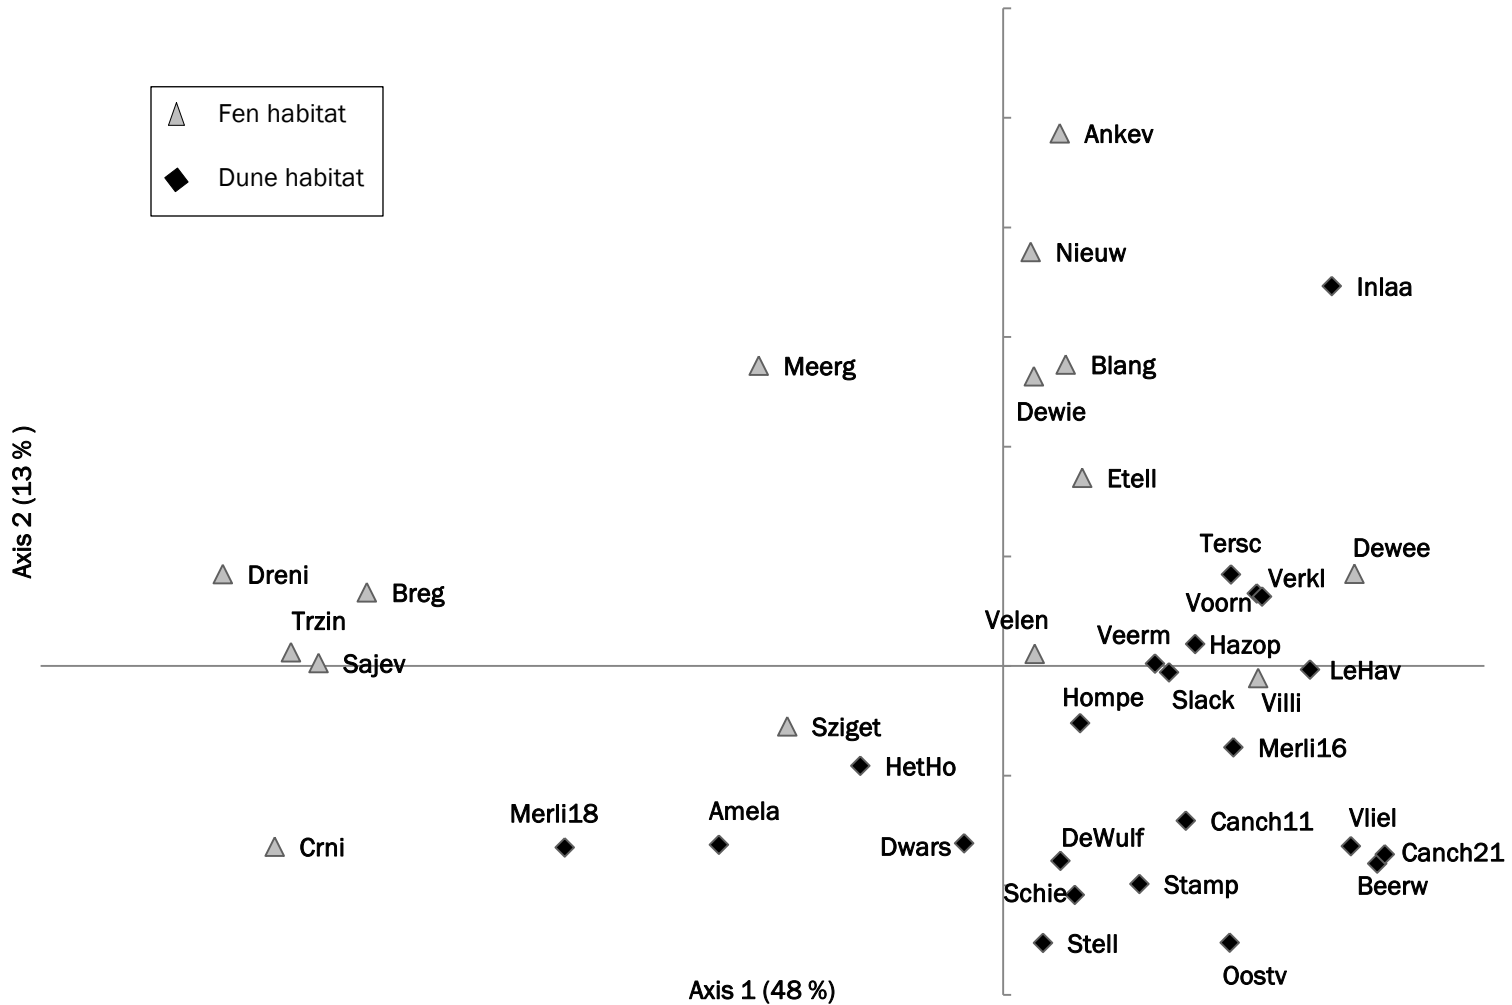 Fen habitat
Dune habitat
Ankev
Nieuw
Inlaa
Meerg
Blang
Dewie
Axis 2 (13 % )
Etell
Tersc
Dewee
Dreni
Verkl
Breg
Voorn
Trzin
Velen
Veerm
Hazop
Sajev
LeHav
Hompe
Slack
Villi
Sziget
Merli16
HetHo
Merli18
Amela
Canch11
Vliel
Crni
Dwars
DeWulf
Canch21
Schie
Stamp
Beerw
Stell
Oostv
Axis 1 (48 %)